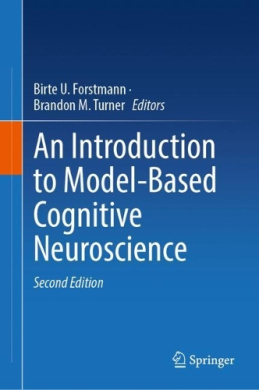 Birte U. Forstmann ·
Brandon M. Turner Editors
An Introduction
to Model-Based
Cognitive
Neuroscience
Second Edition
Springer